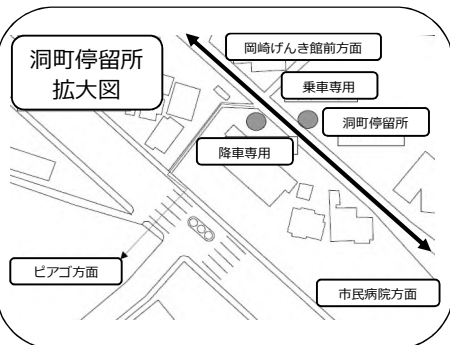 洞町停留所
拡大図
岡崎げんき館前方面
乗車専用
洞町停留所
降車専用
ピアゴ方面
市民病院方面